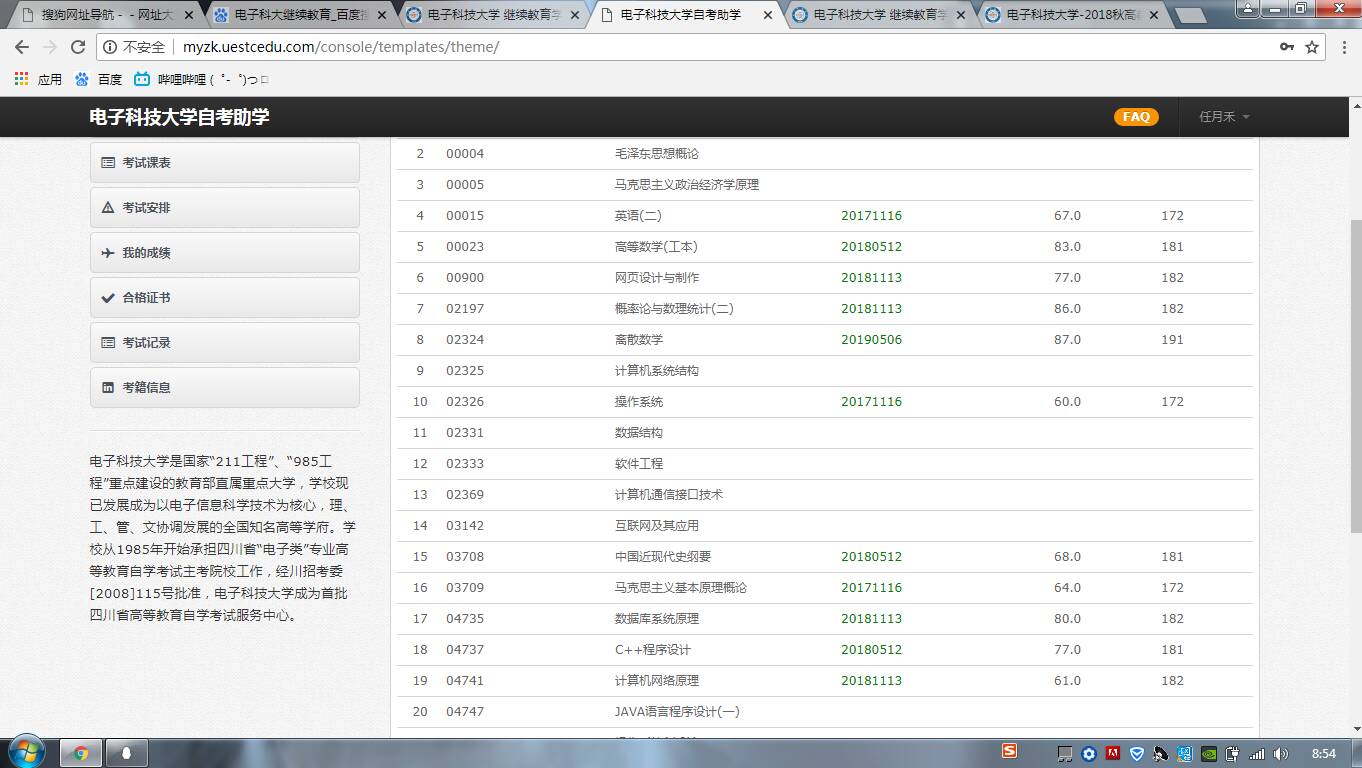 搜狗网址导航 - - 网址大
电子科大继续教育_百度搜
电子科技大学 继续教育学
电子科技大学自考助学
电子科技大学 继续教育学
电子科技大学-2018秋高
不安全 myzk.uestcedu.com/console/templates/theme/
应用 百度 哔哩哔哩 ( ゜- ゜)つロ
电子科技大学自考助学 FAQ 任月禾
考试课表
考试安排
我的成绩
合格证书
考试记录
考籍信息
电子科技大学是国家“211工程”、“985工
程”重点建设的教育部直属重点大学，学校现
已发展成为以电子信息科学技术为核心，理、
工、管、文协调发展的全国知名高等学府。学
校从1985年开始承担四川省“电子类”专业高
等教育自学考试主考院校工作，经川招考委
[2008]115号批准，电子科技大学成为首批
四川省高等教育自学考试服务中心。
2 00004 毛泽东思想概论
3 00005 马克思主义政治经济学原理
4 00015 英语(二) 20171116 67.0 172
5 00023 高等数学(工本) 20180512 83.0 181
6 00900 网页设计与制作 20181113 77.0 182
7 02197 概率论与数理统计(二) 20181113 86.0 182
8 02324 离散数学 20190506 87.0 191
9 02325 计算机系统结构
10 02326 操作系统 20171116 60.0 172
11 02331 数据结构
12 02333 软件工程
13 02369 计算机通信接口技术
14 03142 互联网及其应用
15 03708 中国近现代史纲要 20180512 68.0 181
16 03709 马克思主义基本原理概论 20171116 64.0 172
17 04735 数据库系统原理 20181113 80.0 182
18 04737 C++程序设计 20180512 77.0 181
19 04741 计算机网络原理 20181113 61.0 182
20 04747 JAVA语言程序设计(一)
8:54